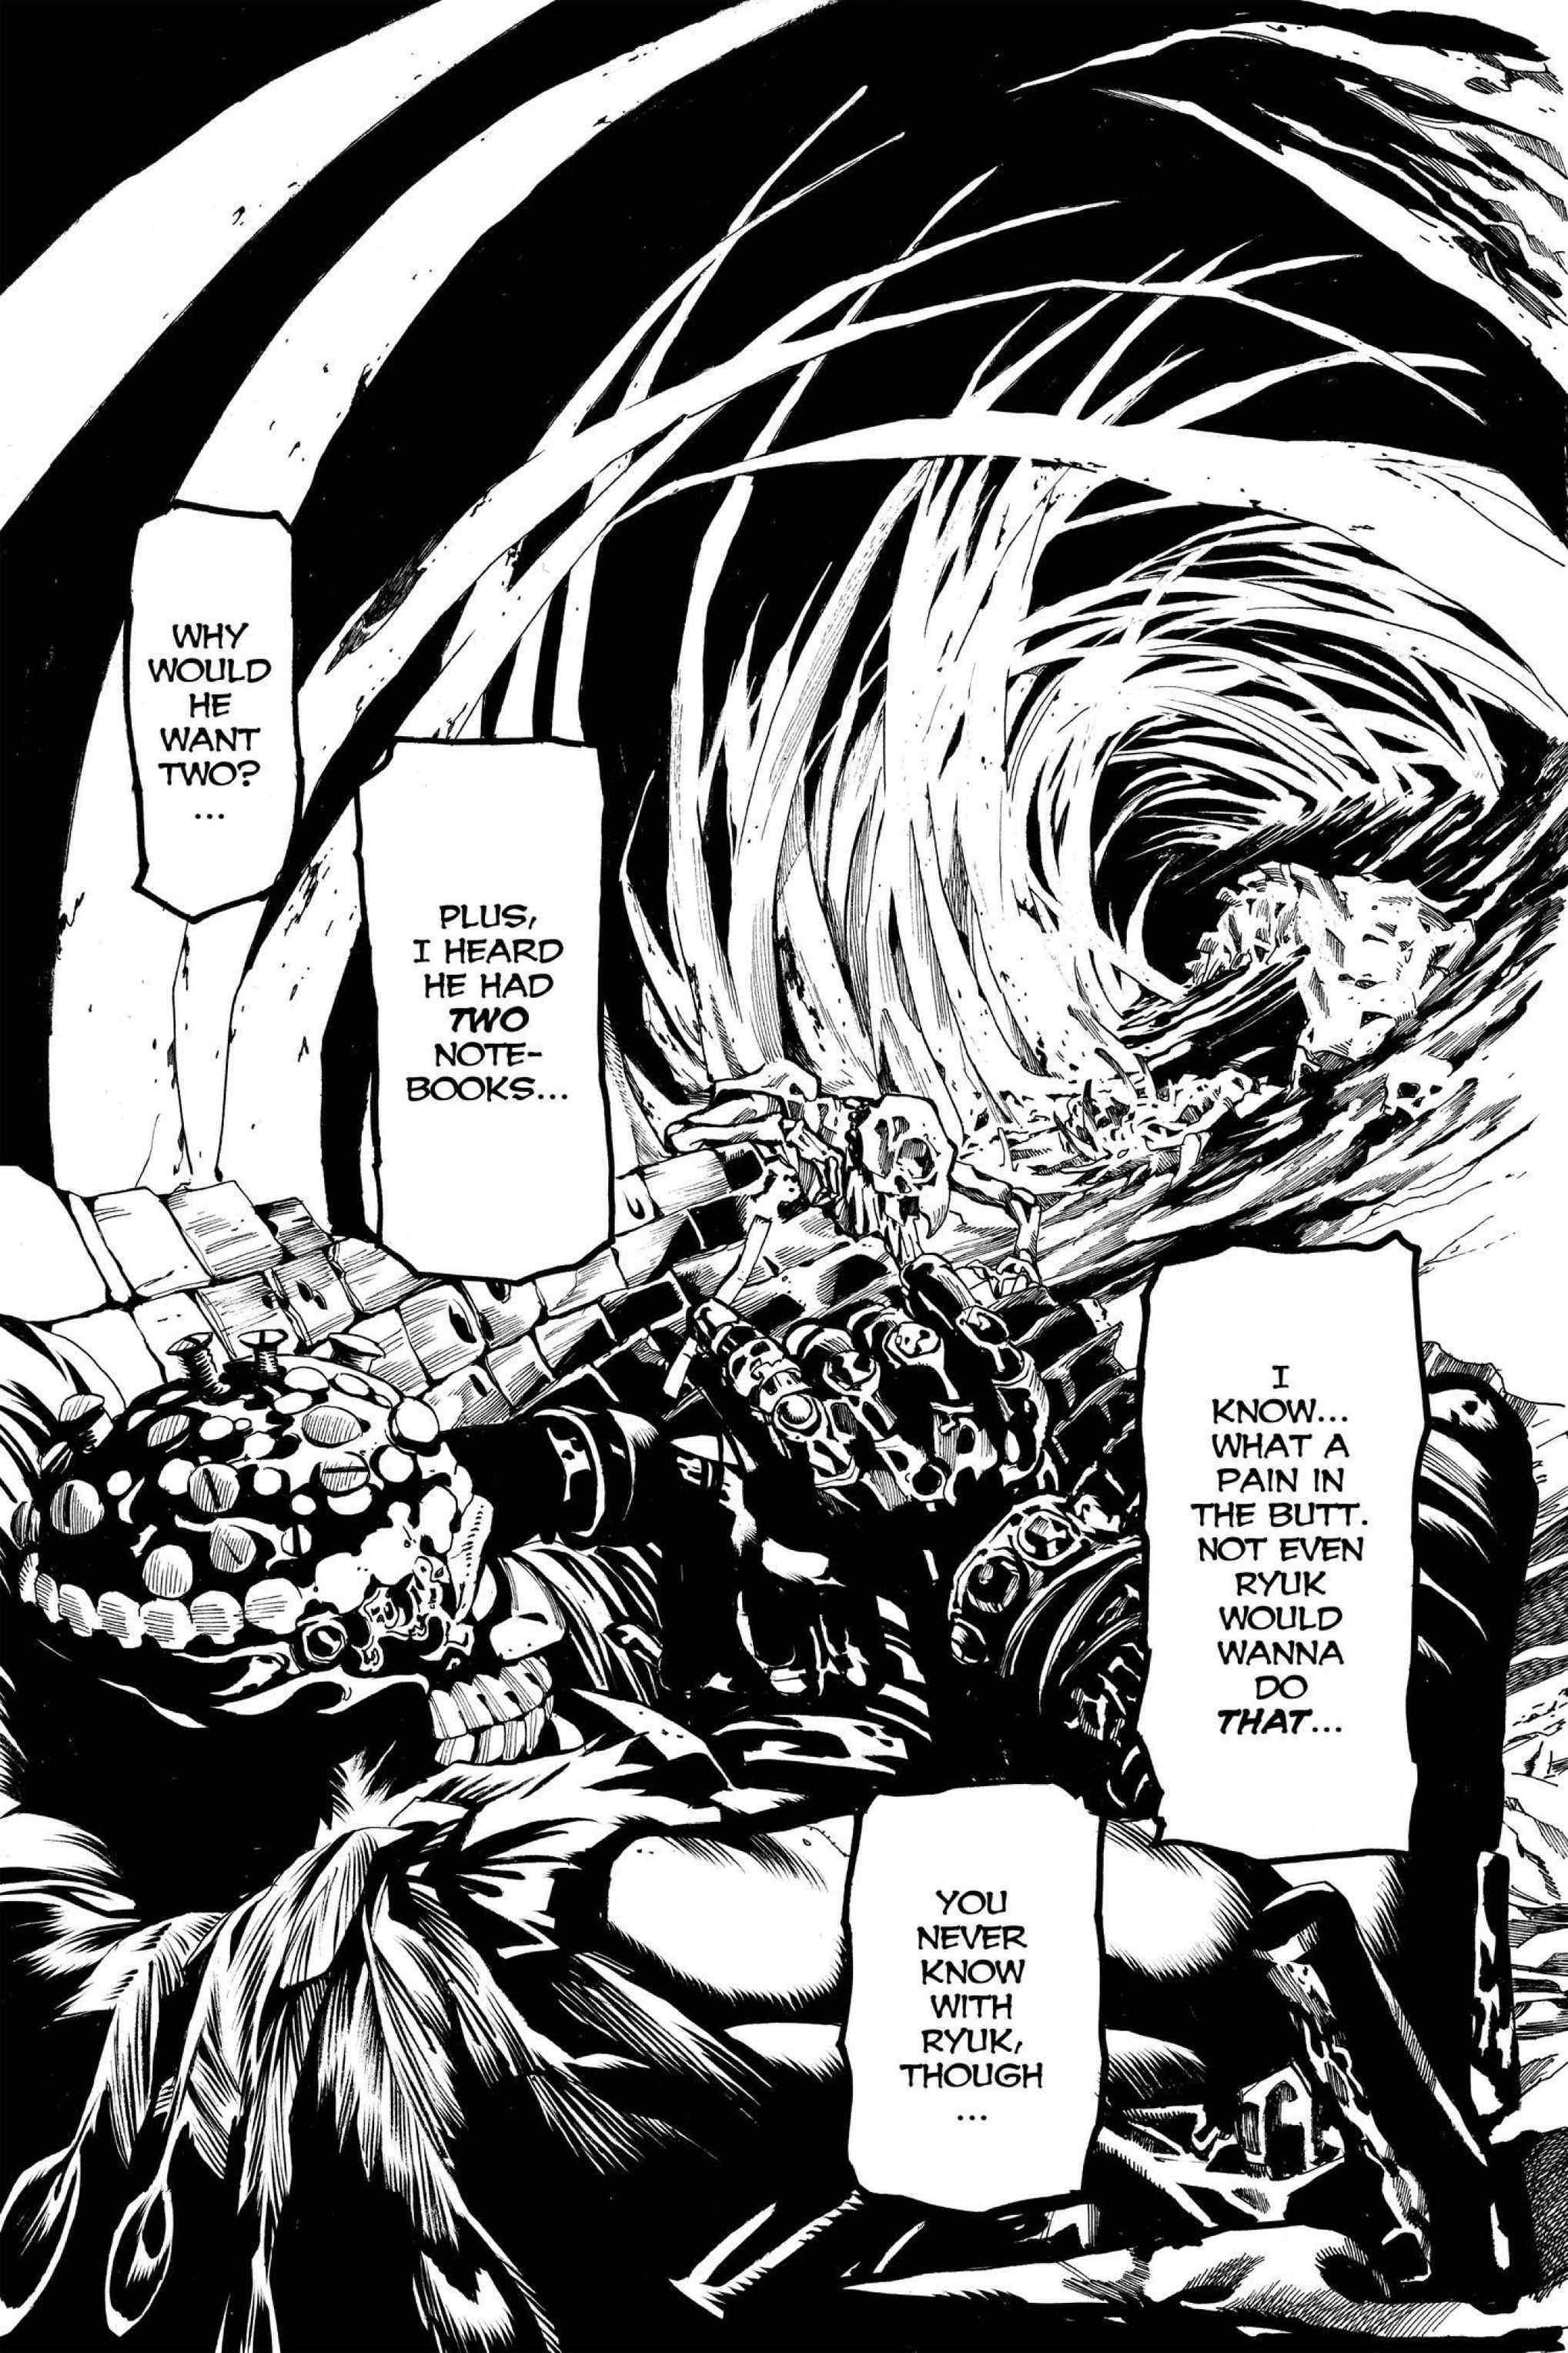 I
KNOW...
WHAT A
PAIN IN
THE BUTT.
NOT EVEN
RYUK
WOULD
WANNA
DO
THAT...
YOU
NEVER
KNOW
WITH
RYUK,
THOUGH
...
PLUS,
I HEARD
HE HAD
TWO
NOTE-
BOOKS...
WHY
WOULD
HE
WANT
TWO?
...